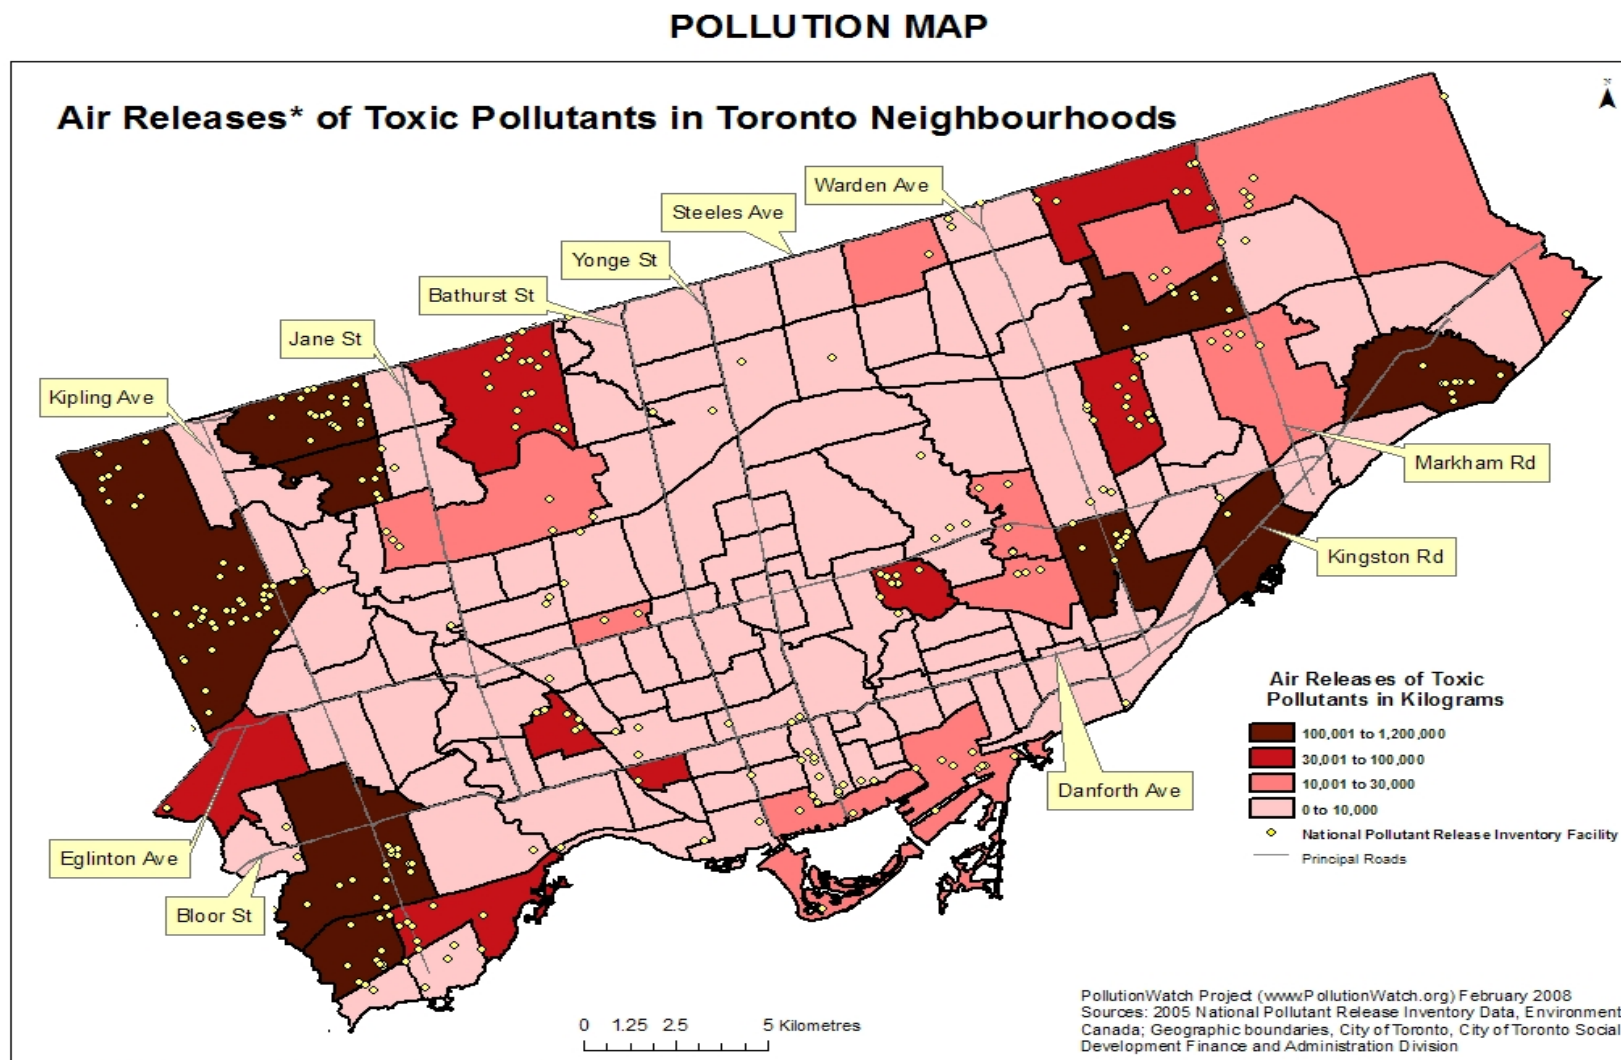 POLLUTION MAP
Air Releases* of Toxic Pollutants in Toronto Neighbourhoods
N
Warden Ave
Steeles Ave
Yonge St
Bathurst St
Jane St
Kipling Ave
Markham Rd
Kingston Rd
Danforth Ave
Eglinton Ave
Bloor St
Air Releases of Toxic
Pollutants in Kilograms
100,001 to 1,200,000
30,001 to 100,000
10,001 to 30,000
0 to 10,000
National Pollutant Release Inventory Facility
Principal Roads
0 1.25 2.5 5 Kilometres
PollutionWatch Project (www.PollutionWatch.org) February 2008
Sources: 2005 National Pollutant Release Inventory Data, Environment
Canada; Geographic boundaries, City of Toronto, City of Toronto Social
Development Finance and Administration Division